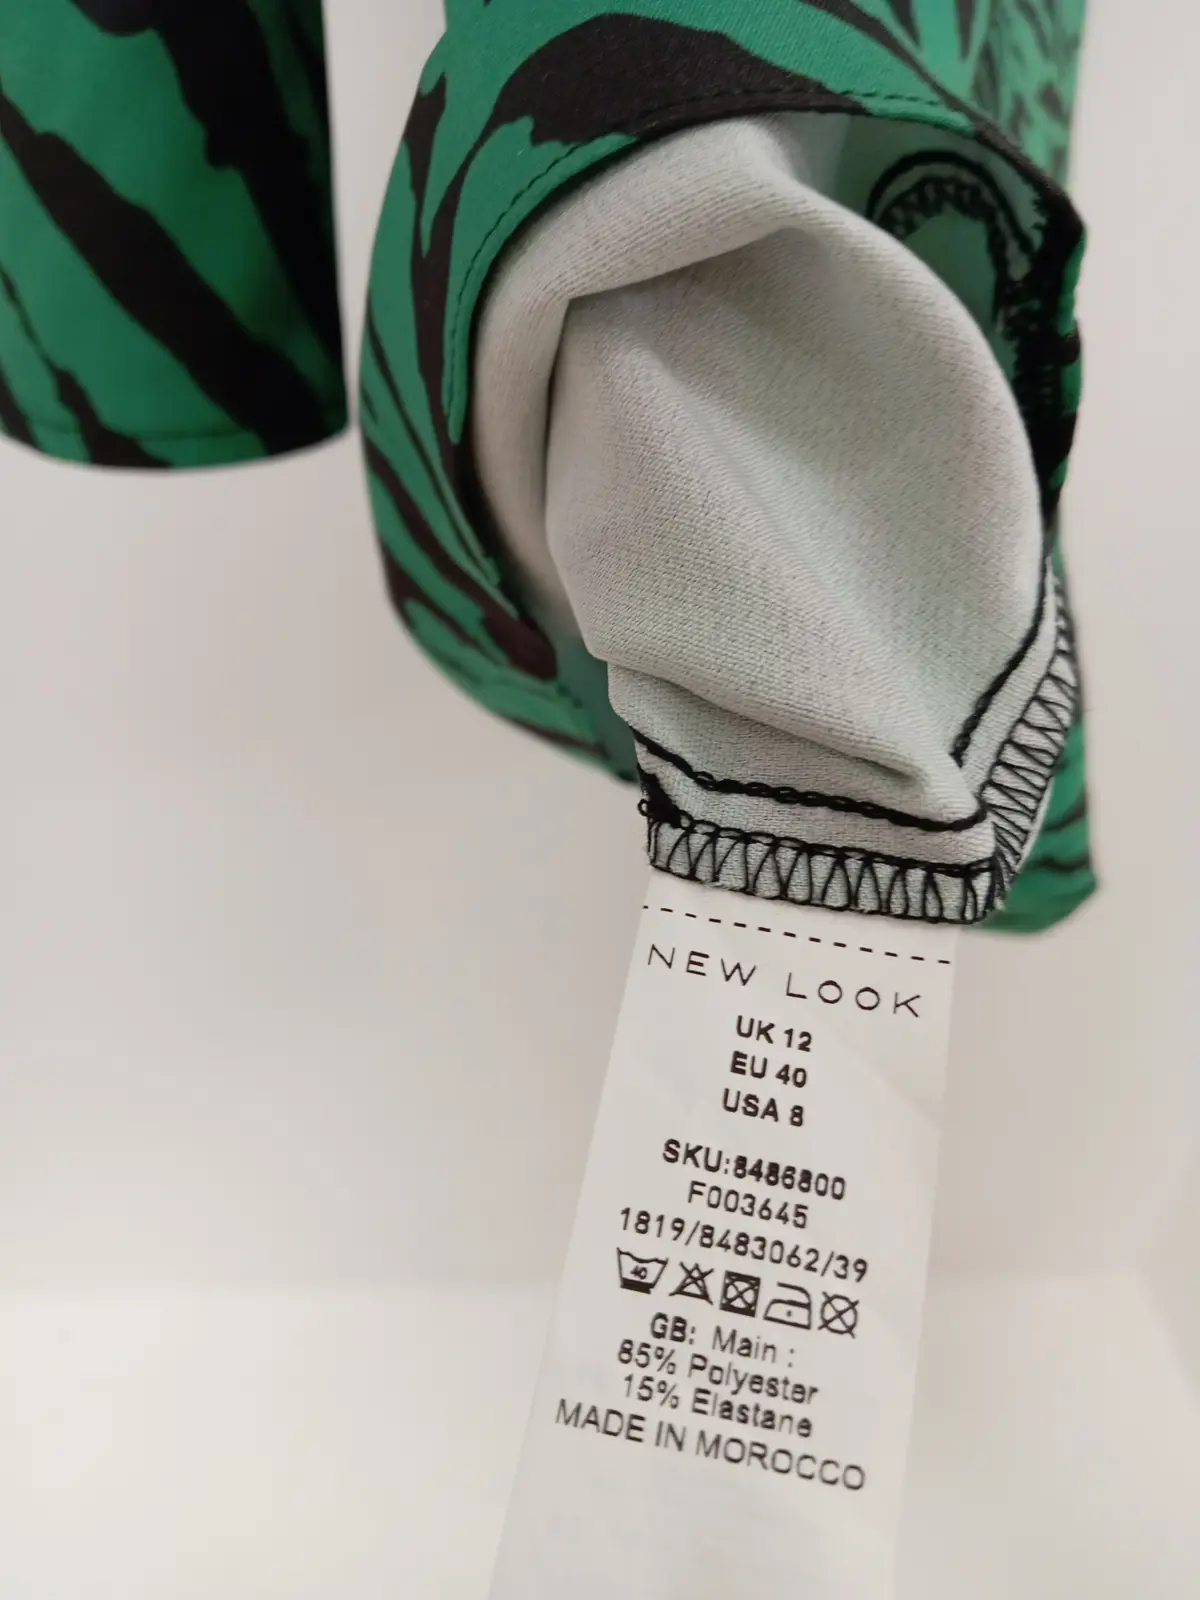 NEW LOOK
UK 12
EU 40
USA 8
SKU:8486800
F003645
1819/8483062/39
40
GB: Main :
85% Polyester
15% Elastane
MADE IN MOROCCO